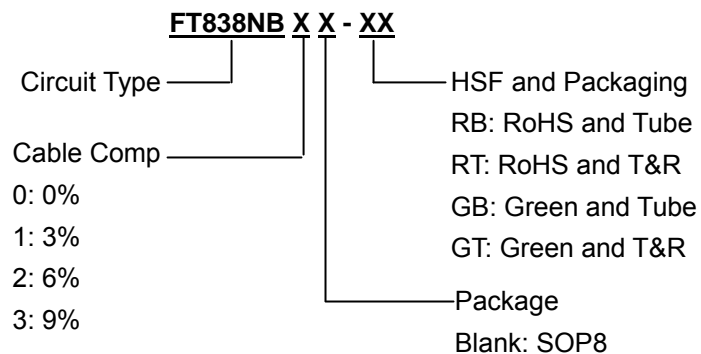 FT838NB X X - XX
Circuit Type
Cable Comp
0: 0%
1: 3%
2: 6%
3: 9%
HSF and Packaging
RB: RoHS and Tube
RT: RoHS and T&R
GB: Green and Tube
GT: Green and T&R
Package
Blank: SOP8